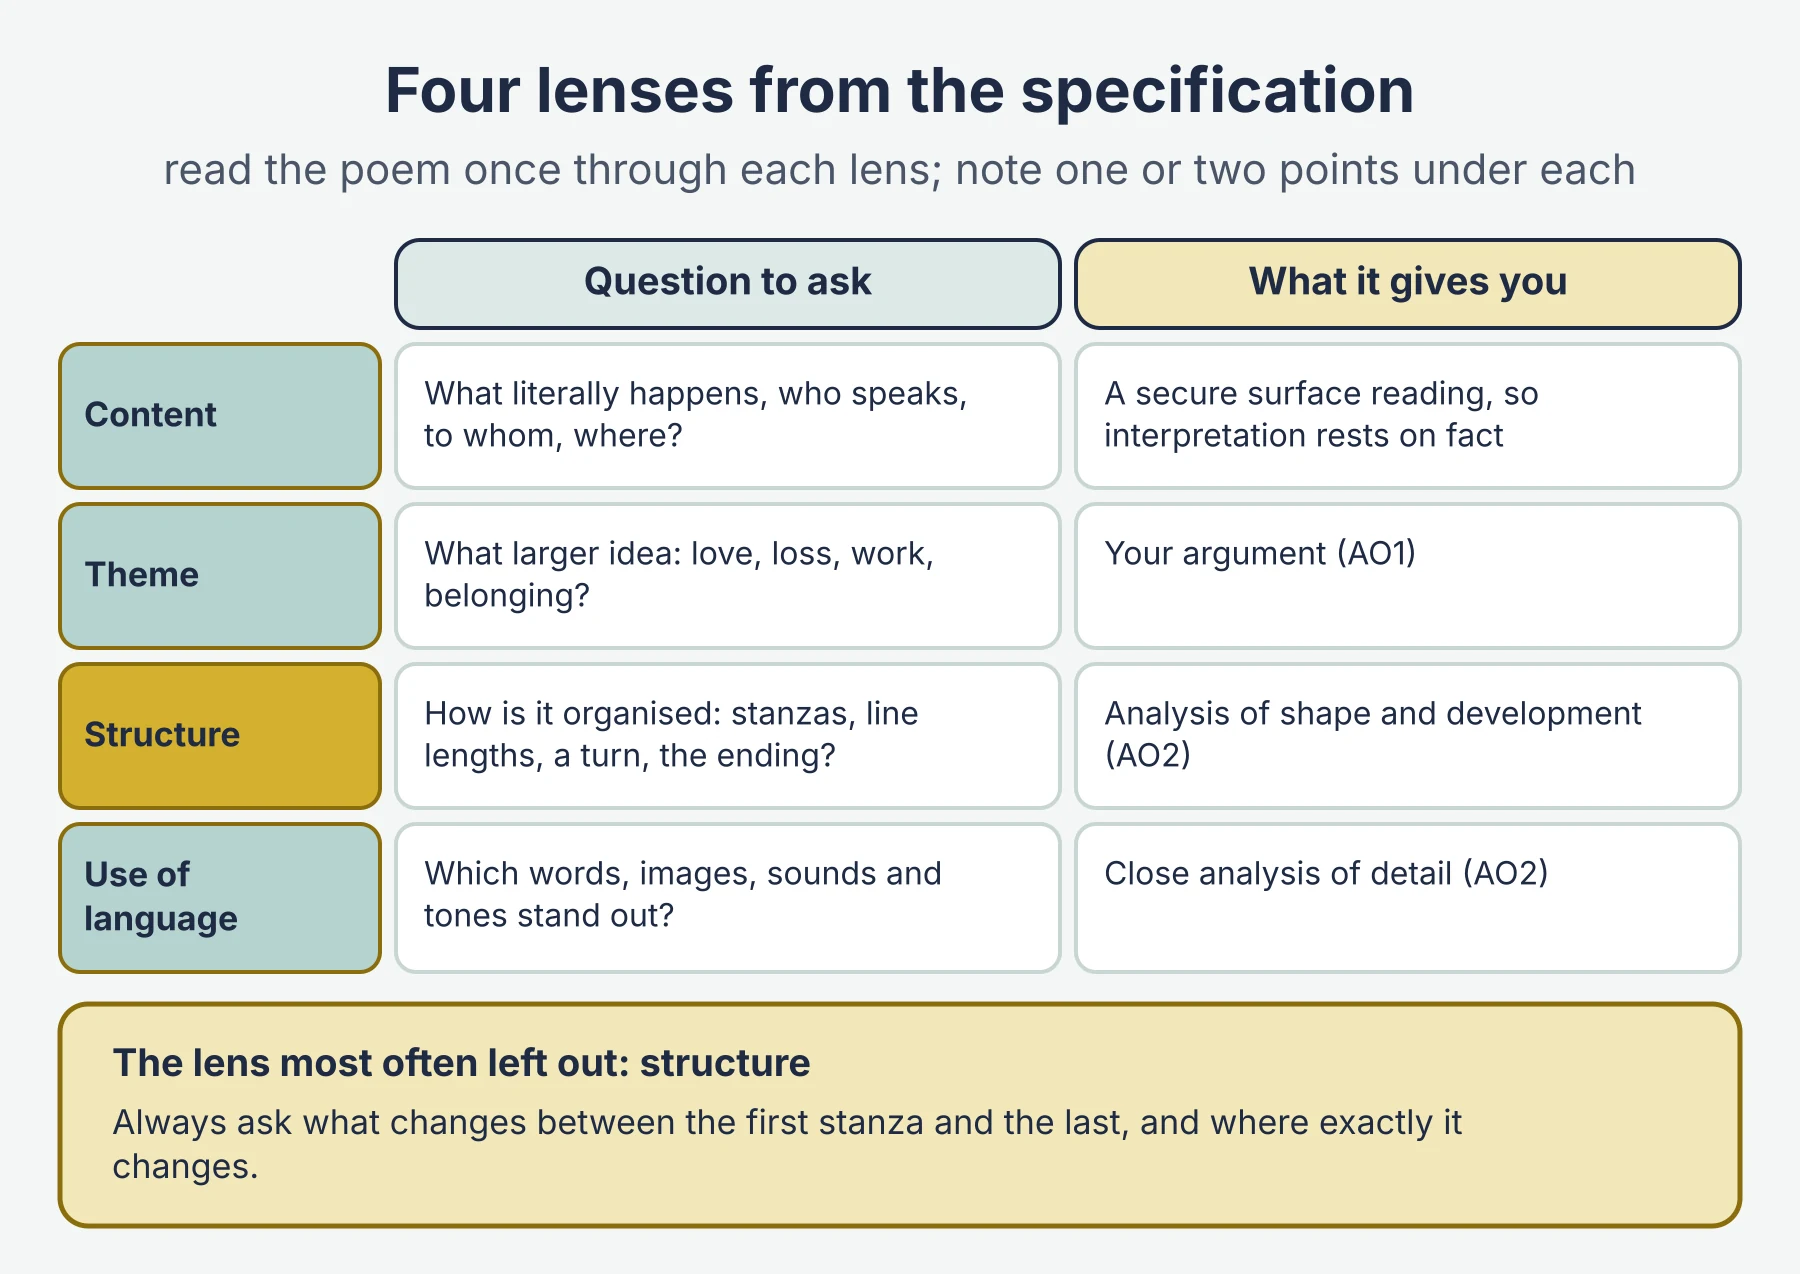 Four lenses from the specification
read the poem once through each lens; note one or two points under each
Question to ask
What it gives you
Content
What literally happens, who speaks,
to whom, where?
A secure surface reading, so
interpretation rests on fact
Theme
What larger idea: love, loss, work,
belonging?
Your argument (AO1)
Structure
How is it organised: stanzas, line
lengths, a turn, the ending?
Analysis of shape and development
(AO2)
Use of
language
Which words, images, sounds and
tones stand out?
Close analysis of detail (AO2)
The lens most often left out: structure
Always ask what changes between the first stanza and the last, and where exactly it
changes.